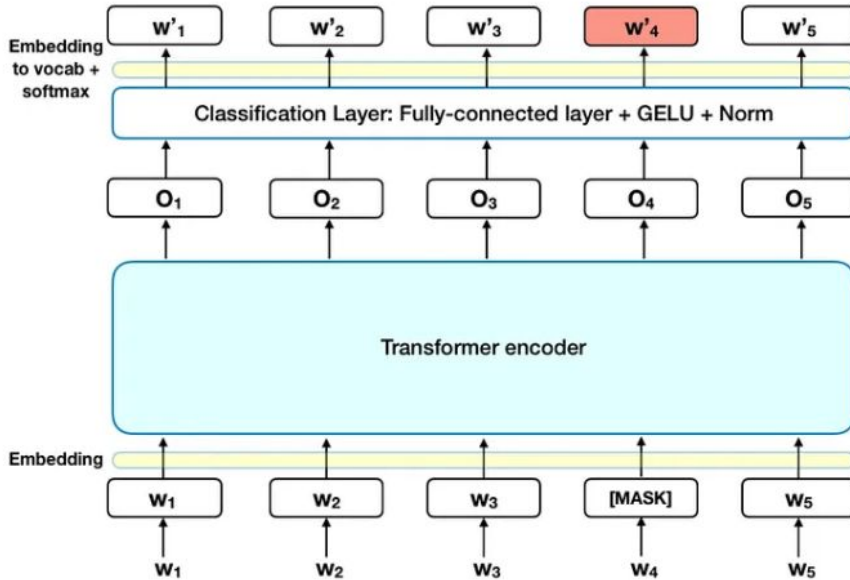 w'₁ w'₂ w'₃ w'₄ w'₅
Embedding
to vocab +
softmax
Classification Layer: Fully-connected layer + GELU + Norm
O₁ O₂ O₃ O₄ O₅
Transformer encoder
Embedding
w₁ w₂ w₃ [MASK] w₅
w₁ w₂ w₃ w₄ w₅